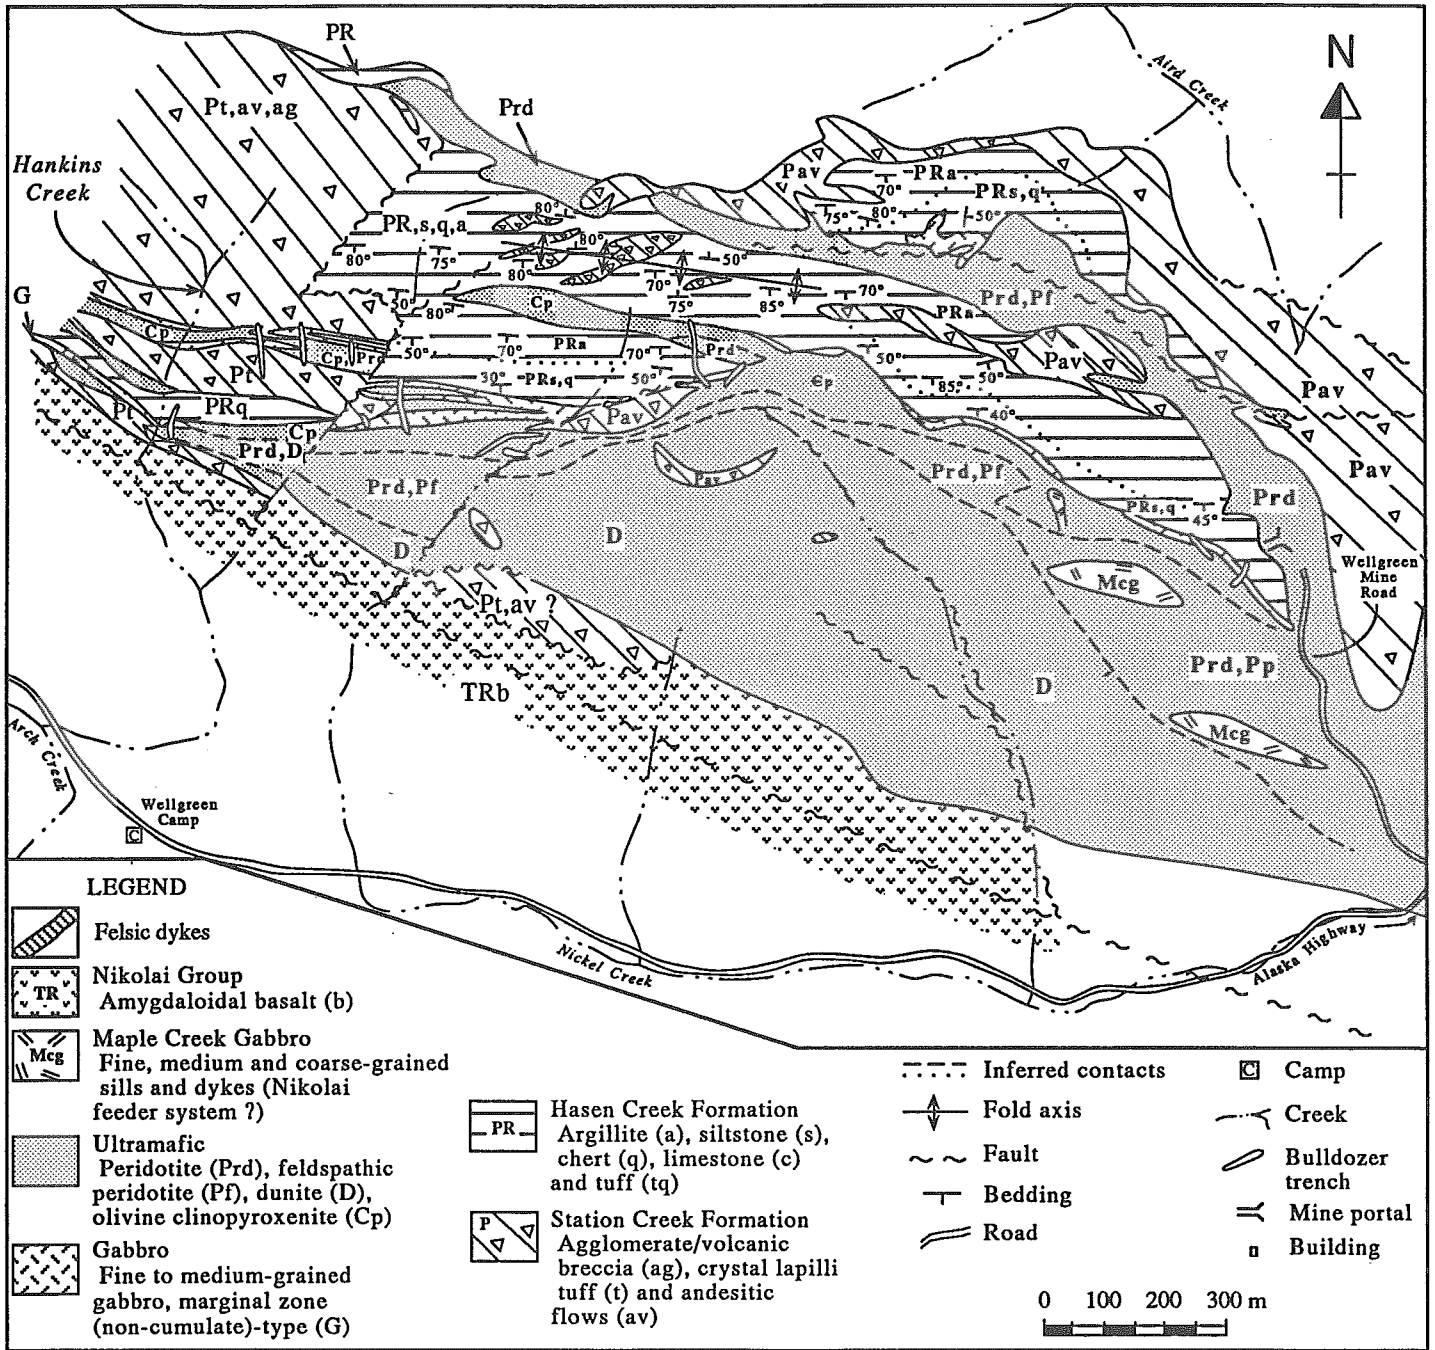 PR
N
Aird Creek
Pt,av,ag
Prd
Hankins
Creek
Pav
PRa
70°
PRs,q
50°
80°
75°
80°
PR,s,q,a
80°
80°
75°
80°
50°
70°
75°
85°
70°
G
50°
80°
Cp
Prd,Pf
PRa
Cp
Cp,Prd
50°
70°
PRa
70°
Prd
50°
Pav
Pt
30°
PRs,q
50°
Cp
85°
50°
Pav
Pt
PRq
Pav
40°
Cp
Prd,D
Prd,Pf
Pav
Prd,Pf
Pav
PRs,q
45°
Prd
D
D
Wellgreen
Mine
Road
Mcg
Pt,av ?
Prd,Pp
TRb
D
Mcg
Arch Creek
Wellgreen
Camp
C
Nickel Creek
Alaska Highway
LEGEND
Felsic dykes
TR
Nikolai Group
Amygdaloidal basalt (b)
Mcg
Maple Creek Gabbro
Fine, medium and coarse-grained
sills and dykes (Nikolai
feeder system ?)
Ultramafic
Peridotite (Prd), feldspathic
peridotite (Pf), dunite (D),
olivine clinopyroxenite (Cp)
Gabbro
Fine to medium-grained
gabbro, marginal zone
(non-cumulate)-type (G)
PR
Hasen Creek Formation
Argillite (a), siltstone (s),
chert (q), limestone (c)
and tuff (tq)
P
Station Creek Formation
Agglomerate/volcanic
breccia (ag), crystal lapilli
tuff (t) and andesitic
flows (av)
Inferred contacts
Fold axis
Fault
Bedding
Road
C
Camp
Creek
Bulldozer
trench
Mine portal
Building
0 100 200 300 m